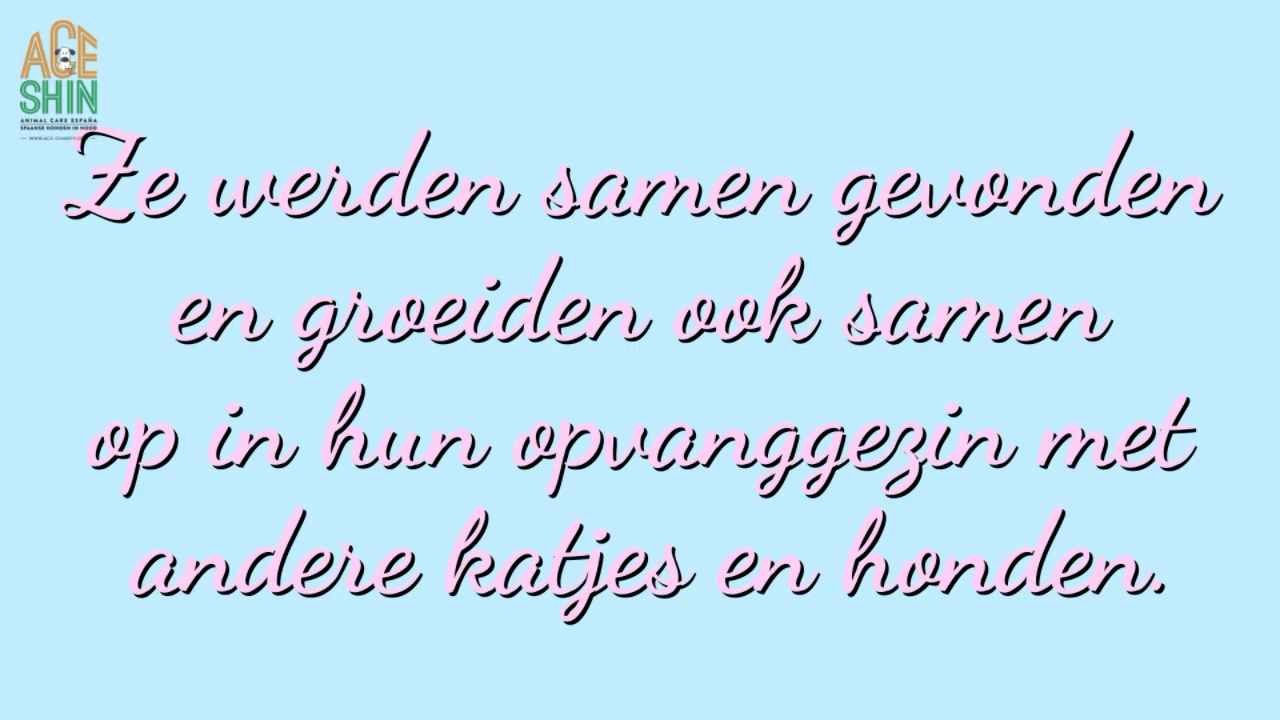 ACE
SHIN
ANIMAL CARE ESPAÑA
SPAANSE HONDEN IN NOOD
Ze werden samen gevonden
en groeiden ook samen
op in hun opvanggezin met
andere katjes en honden.